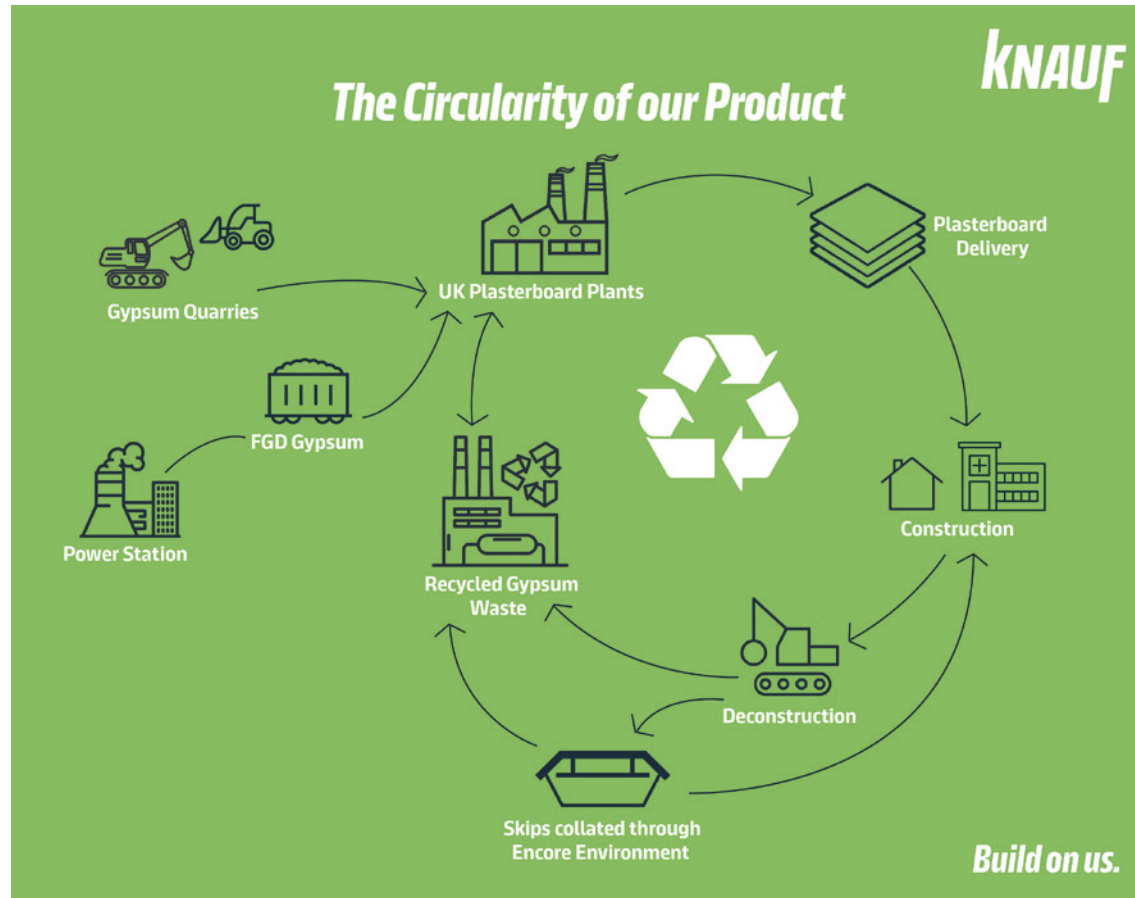 KNAUF
The Circularity of our Product
Plasterboard
Delivery
UK Plasterboard Plants
Gypsum Quarries
FGD Gypsum
Power Station
Recycled Gypsum
Waste
Construction
Deconstruction
Skips collated through
Encore Environment
Build on us.